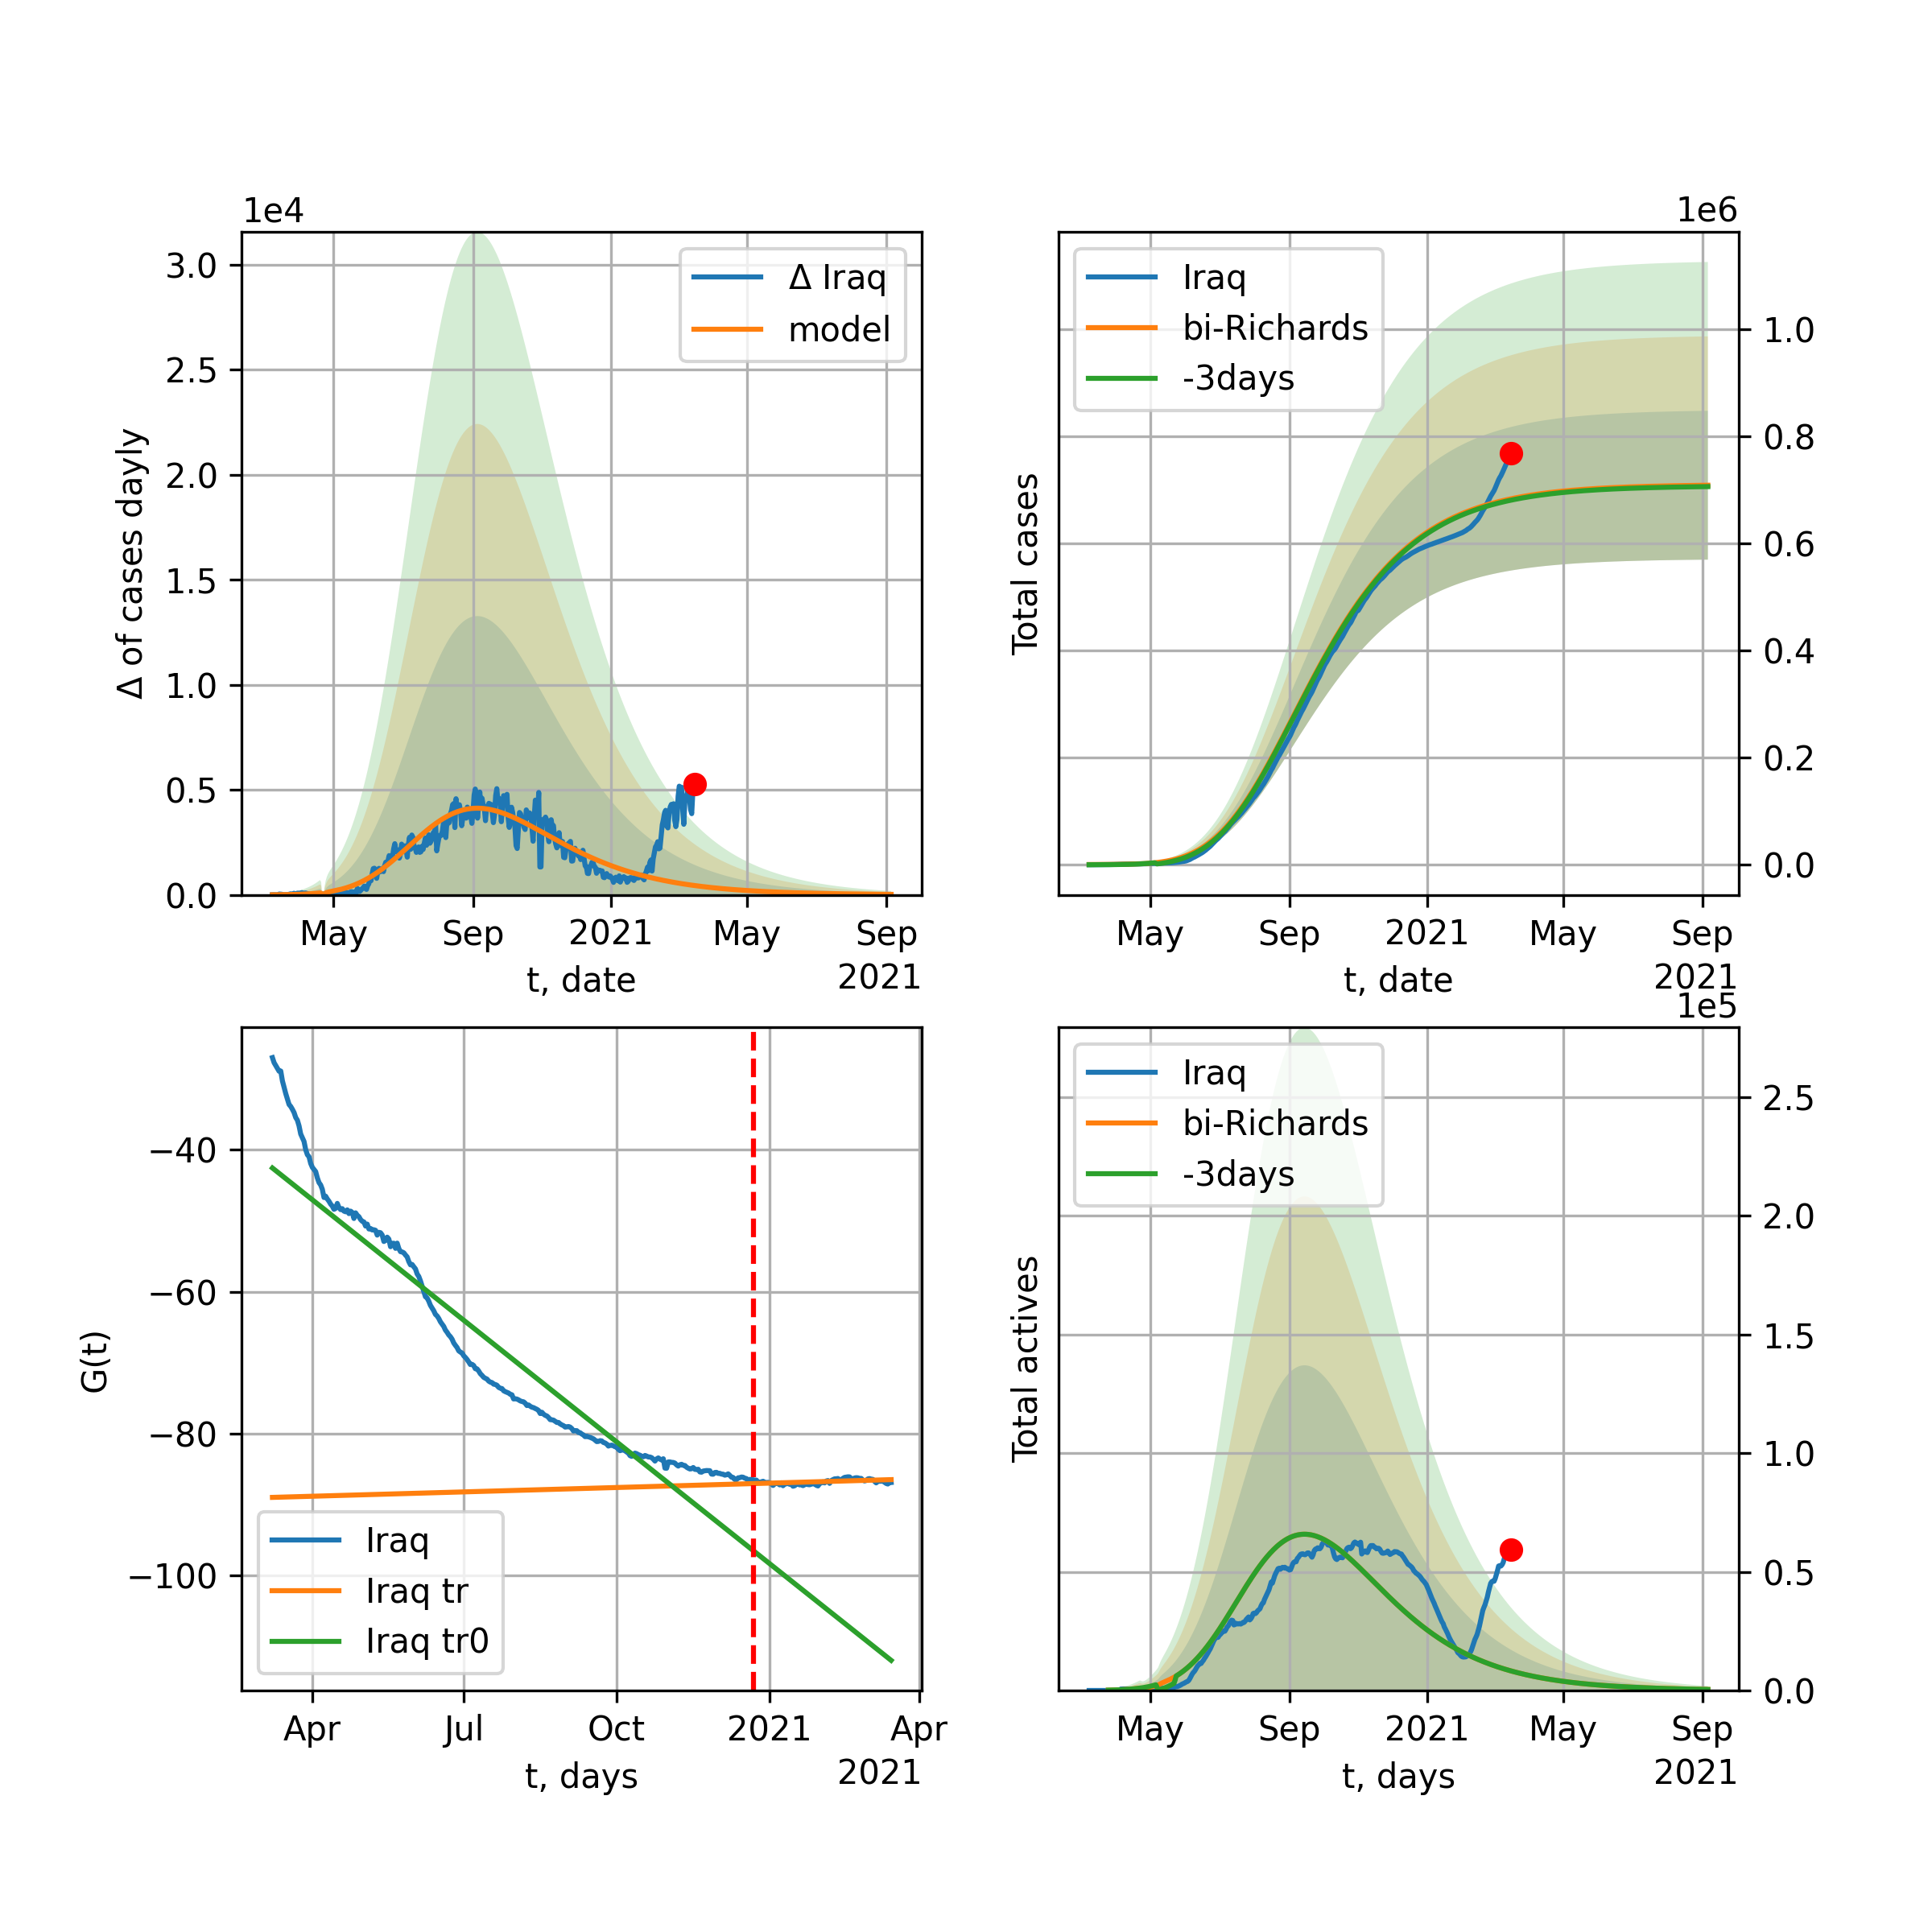 1e4
3.0
2.5
2.0
1.5
1.0
0.5
0.0
Δ of cases dayly
Δ Iraq
model
May
Sep
2021
May
Sep
2021
t, date
1e6
Iraq
bi-Richards
-3days
Total cases
1.0
0.8
0.6
0.4
0.2
0.0
May
Sep
2021
May
Sep
2021
t, date
G(t)
−40
−60
−80
−100
Iraq
Iraq tr
Iraq tr0
Apr
Jul
Oct
2021
Apr
2021
t, days
1e5
Iraq
bi-Richards
-3days
Total actives
2.5
2.0
1.5
1.0
0.5
0.0
May
Sep
2021
May
Sep
2021
t, days